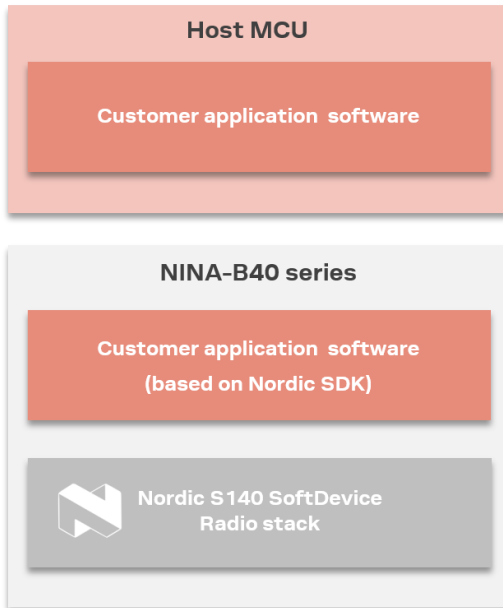 Host MCU
Customer application software
NINA-B40 series
Customer application software
(based on Nordic SDK)
Nordic S140 SoftDevice
Radio stack